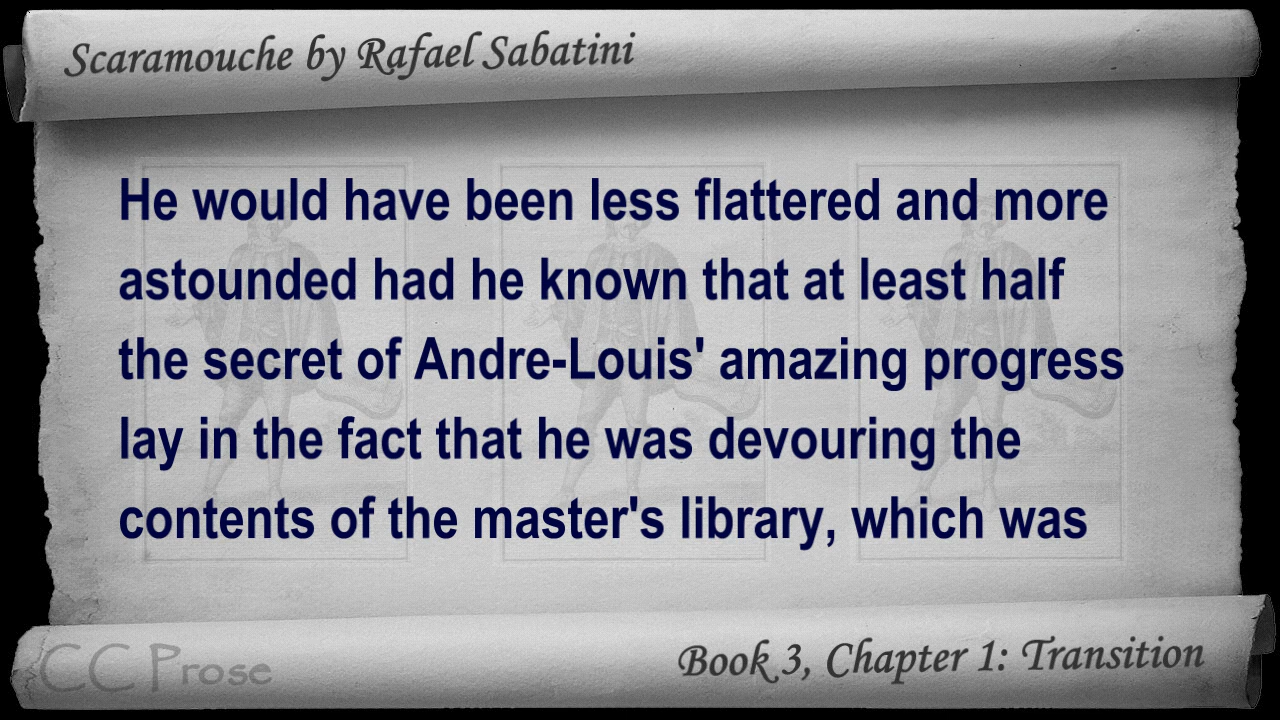 Scaramouche by Rafael Sabatini
He would have been less flattered and more
astounded had he known that at least half
the secret of Andre-Louis' amazing progress
lay in the fact that he was devouring the
contents of the master's library, which was
CC Prose
Book 3, Chapter 1: Transition